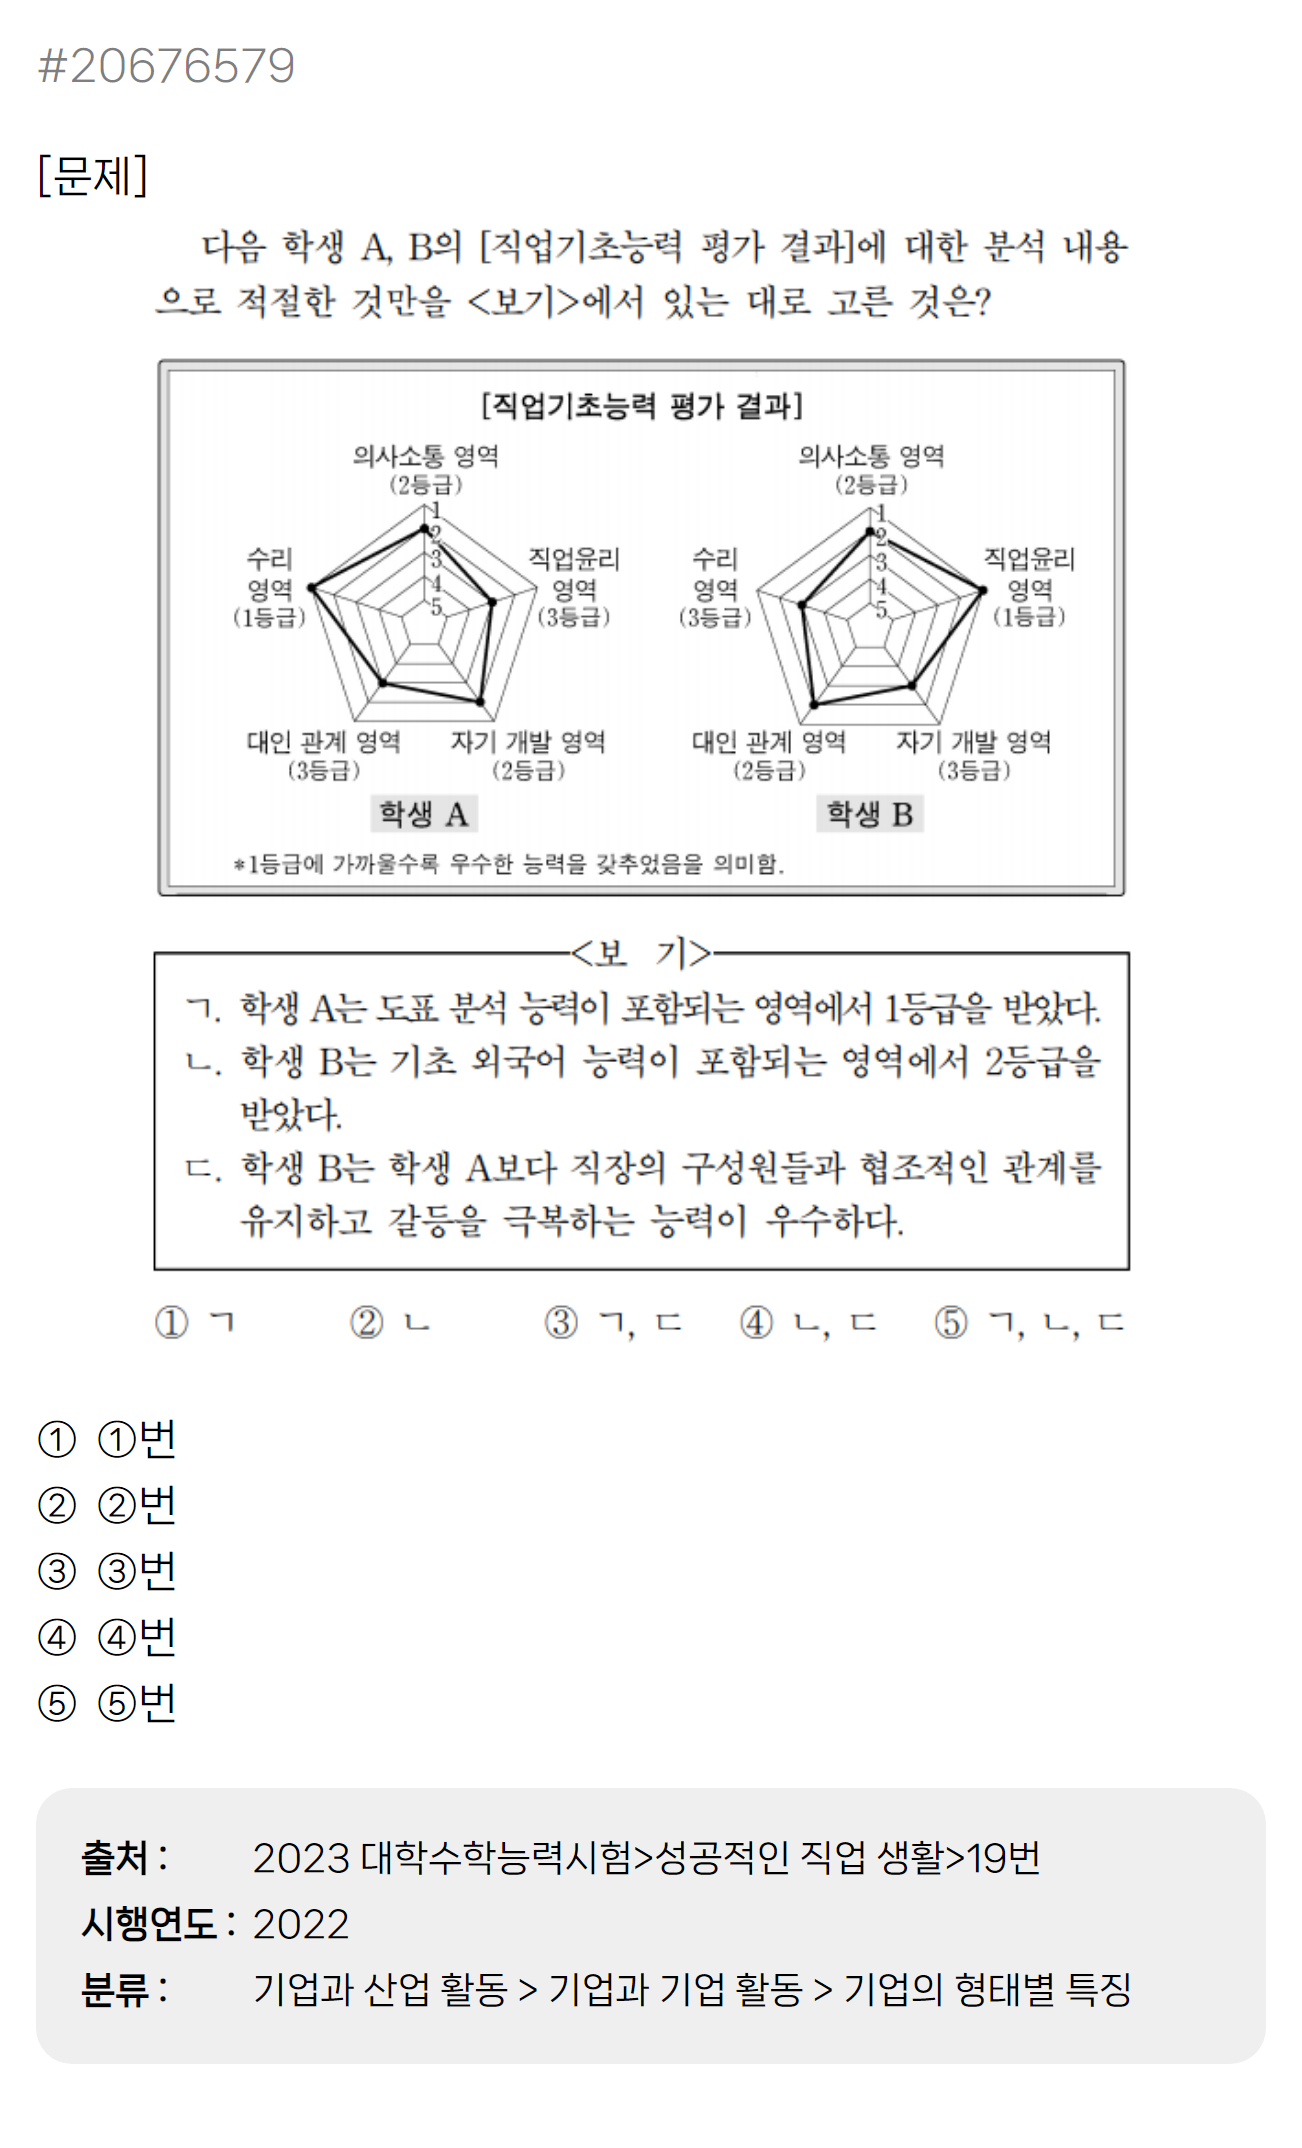 #20676579
[문제]
다음 학생 A, B의 [직업기초능력 평가 결과]에 대한 분석 내용
으로 적절한 것만을 <보기>에서 있는 대로 고른 것은?
[직업기초능력 평가 결과]
의사소통 영역
(2등급)
1
2
3
4
5
수리
영역
(1등급)
직업윤리
영역
(3등급)
대인 관계 영역
(3등급)
자기 개발 영역
(2등급)
학생 A
의사소통 영역
(2등급)
1
2
3
4
5
수리
영역
(3등급)
직업윤리
영역
(1등급)
대인 관계 영역
(2등급)
자기 개발 영역
(3등급)
학생 B
*1등급에 가까울수록 우수한 능력을 갖추었음을 의미함.
<보 기>
ㄱ. 학생 A는 도표 분석 능력이 포함되는 영역에서 1등급을 받았다.
ㄴ. 학생 B는 기초 외국어 능력이 포함되는 영역에서 2등급을
받았다.
ㄷ. 학생 B는 학생 A보다 직장의 구성원들과 협조적인 관계를
유지하고 갈등을 극복하는 능력이 우수하다.
① ㄱ ② ㄴ ③ ㄱ, ㄷ ④ ㄴ, ㄷ ⑤ ㄱ, ㄴ, ㄷ
① ①번
② ②번
③ ③번
④ ④번
⑤ ⑤번
출처 : 2023 대학수학능력시험>성공적인 직업 생활>19번
시행연도 : 2022
분류 : 기업과 산업 활동 > 기업과 기업 활동 > 기업의 형태별 특징